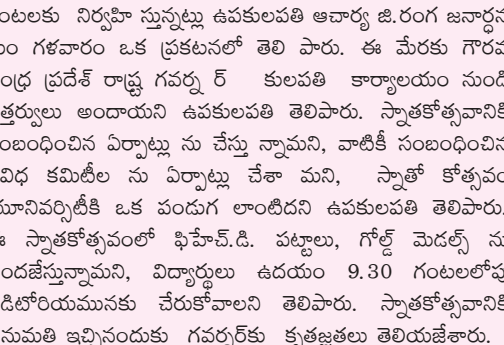 ంటలకు నిర్వహి స్తున్నట్లు ఉపకులపతి ఆచార్య జి.రంగ జనార్ధన
మం గళవారం ఒక ప్రకటనలో తెలి పారు. ఈ మేరకు గౌరవ
ంధ్ర ప్రదేశ్ రాష్ట్ర గవర్న ర్ కులపతి కార్యాలయం నుండి
త్తర్వులు అందాయని ఉపకులపతి తెలిపారు. స్నాతకోత్సవానికి
ంబంధించిన ఏర్పాట్లు ను చేస్తు న్నామని, వాటికీ సంబంధించిన
విధ కమిటీల ను ఏర్పాట్లు చేశా మని, స్నాతో కోత్సవం
యూనివర్సిటీకి ఒక పండుగ లాంటిదని ఉపకులపతి తెలిపారు.
ఈ స్నాతకోత్సవంలో ఫిహేచ్.డి. పట్టాలు, గోల్డ్ మెడల్స్ ను
ందజేస్తున్నామని, విద్యార్థులు ఉదయం 9.30 గంటలలోపు
డిటోరియమునకు చేరుకోవాలని తెలిపారు. స్నాతకోత్సవానికి
నుమతి ఇచ్చినందుకు గవర్నర్‌కు కృతజ్ఞతలు తెలియజేశారు.